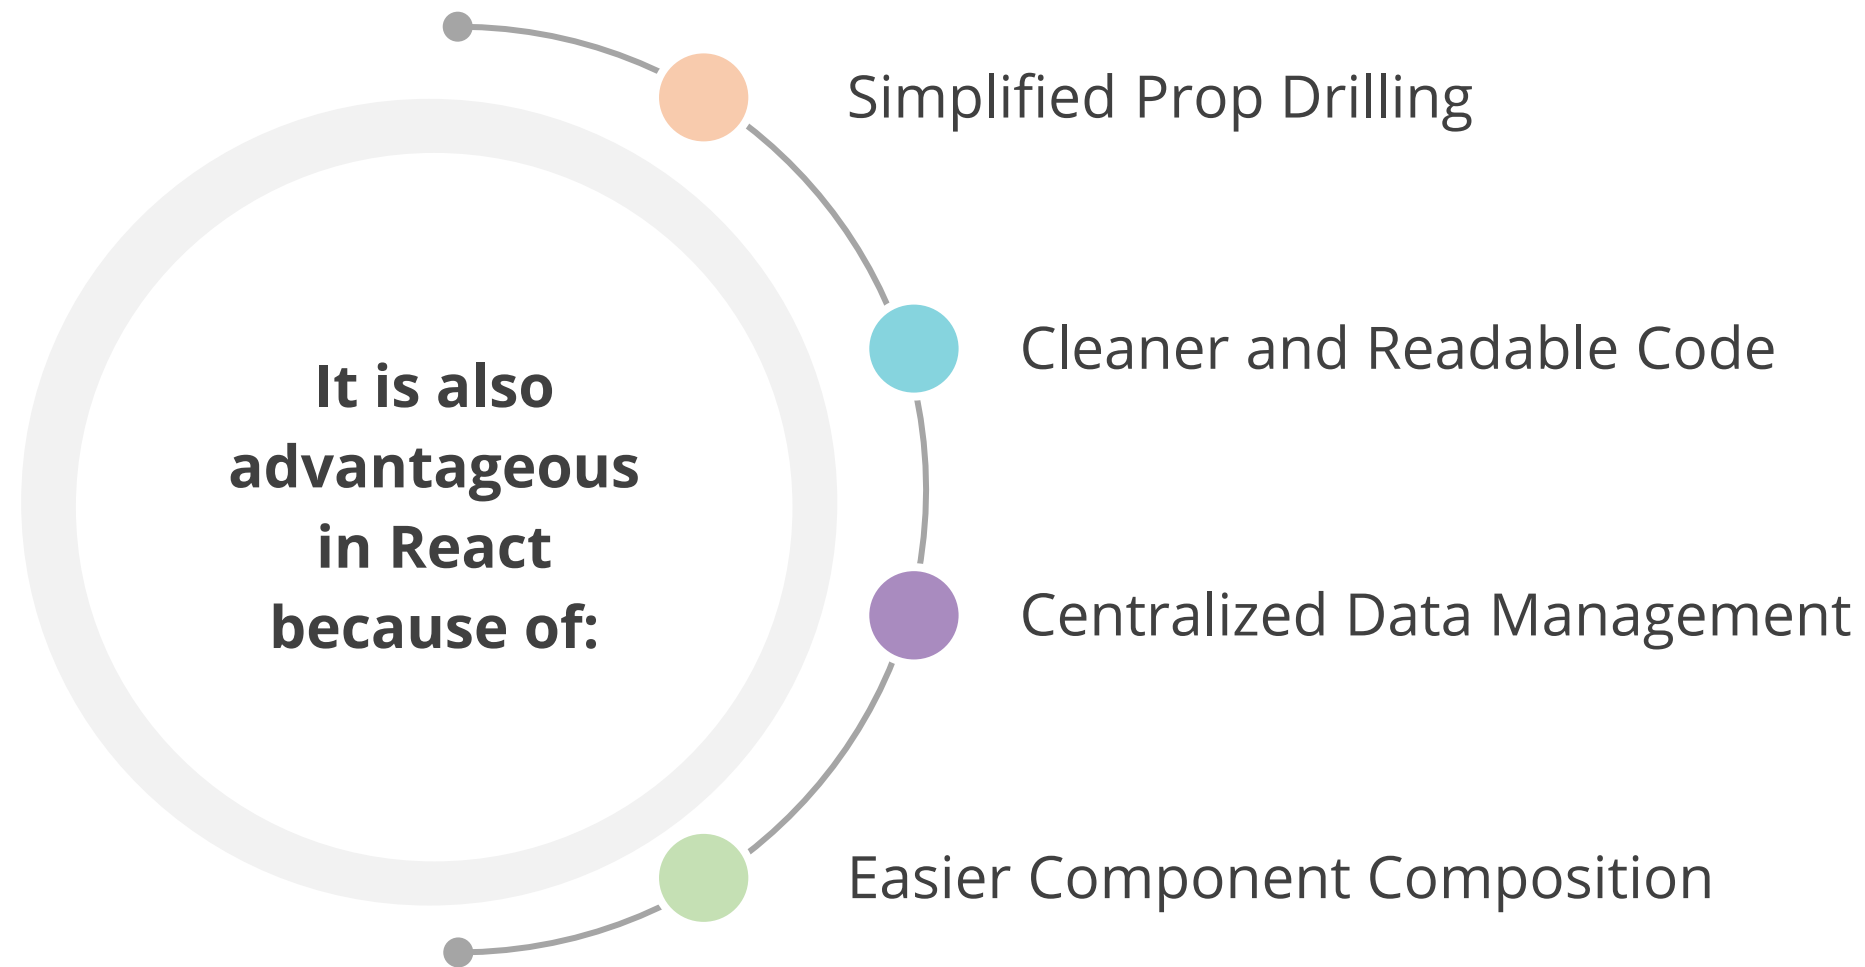 It is also
advantageous
in React
because of:
Simplified Prop Drilling
Cleaner and Readable Code
Centralized Data Management
Easier Component Composition